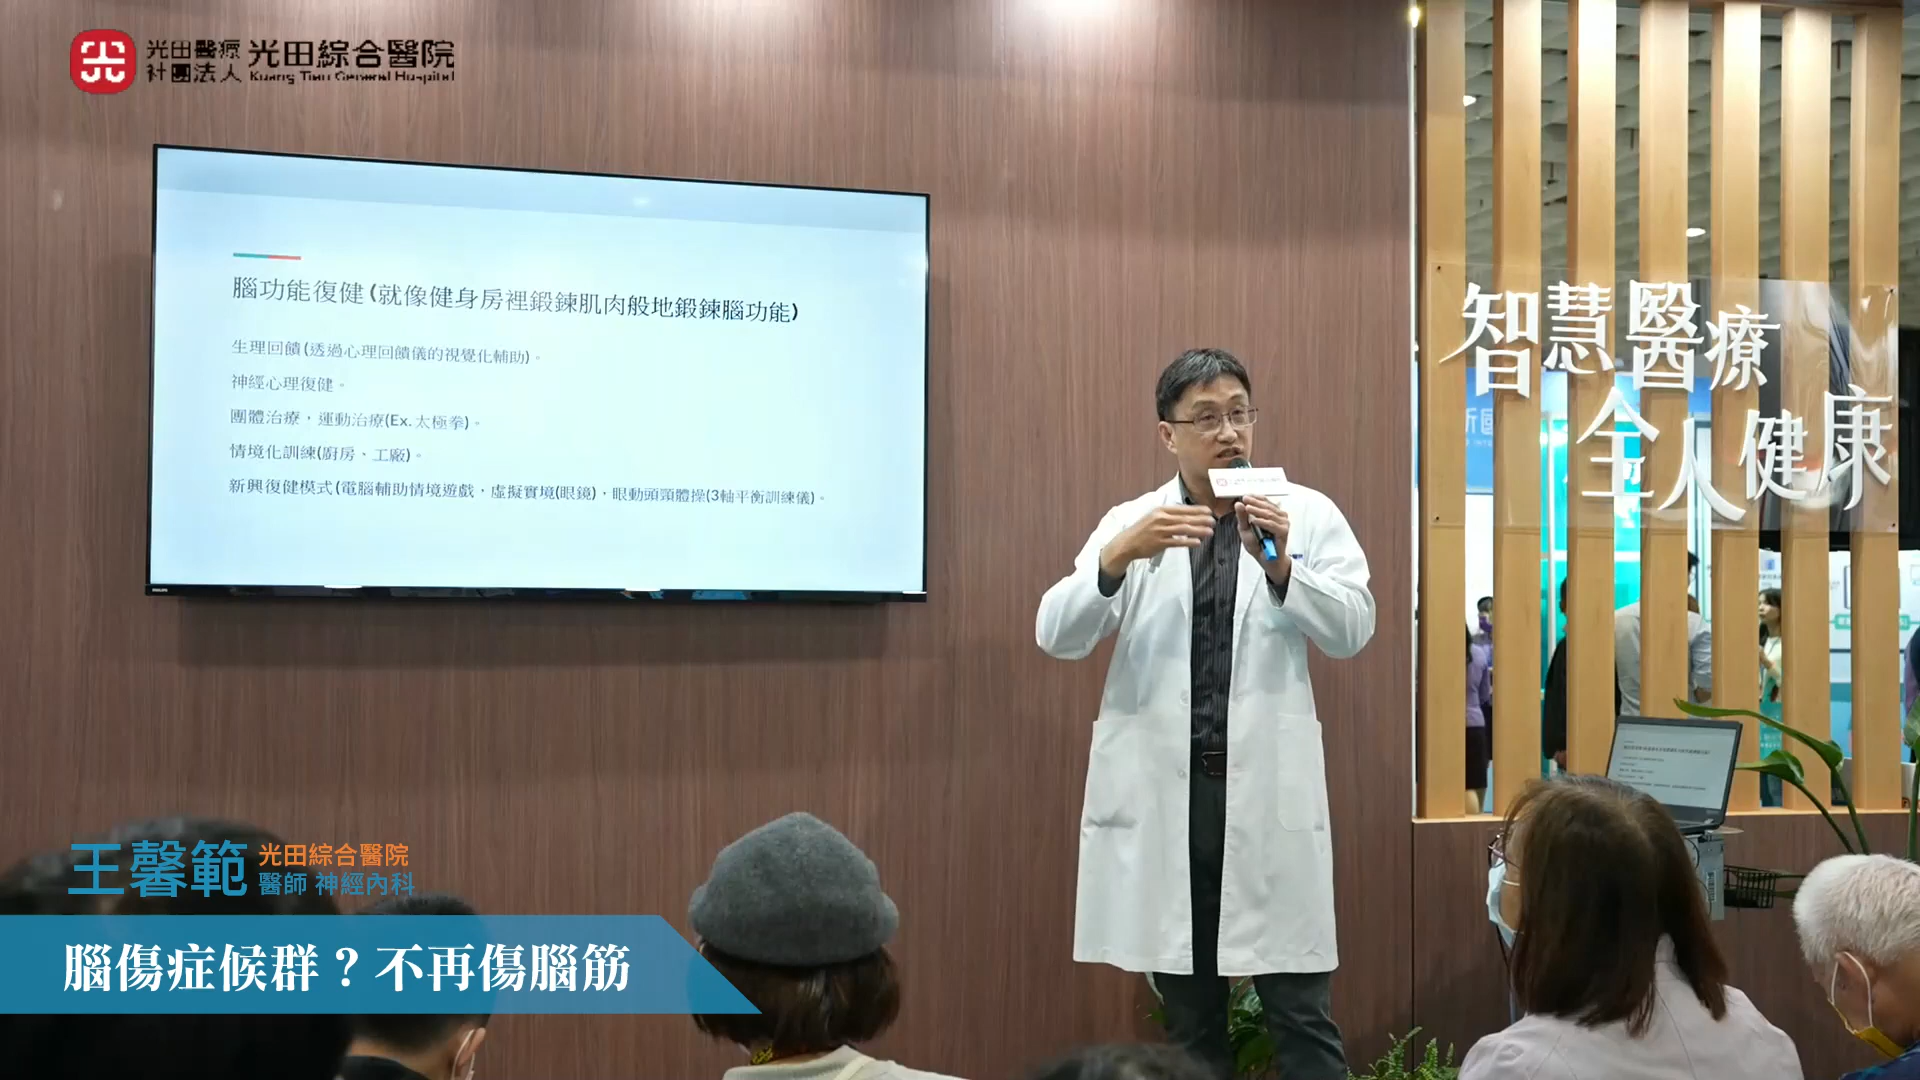 光田醫療
社團法人
光田綜合醫院
Kuang Tien General Hospital
腦功能復健 (就像健身房裡鍛鍊肌肉般地鍛鍊腦功能)
生理回饋 (透過心理回饋儀的視覺化輔助)。
神經心理復健。
團體治療，運動治療(Ex. 太極拳)。
情境化訓練(廚房、工廠)。
新興復健模式 (電腦輔助情境遊戲，虛擬實境(眼鏡)，眼動頭頸體操(3軸平衡訓練儀)。
PHILIPS
智慧醫療
全人健康
王馨範
光田綜合醫院
醫師 神經內科
腦傷症候群？不再傷腦筋